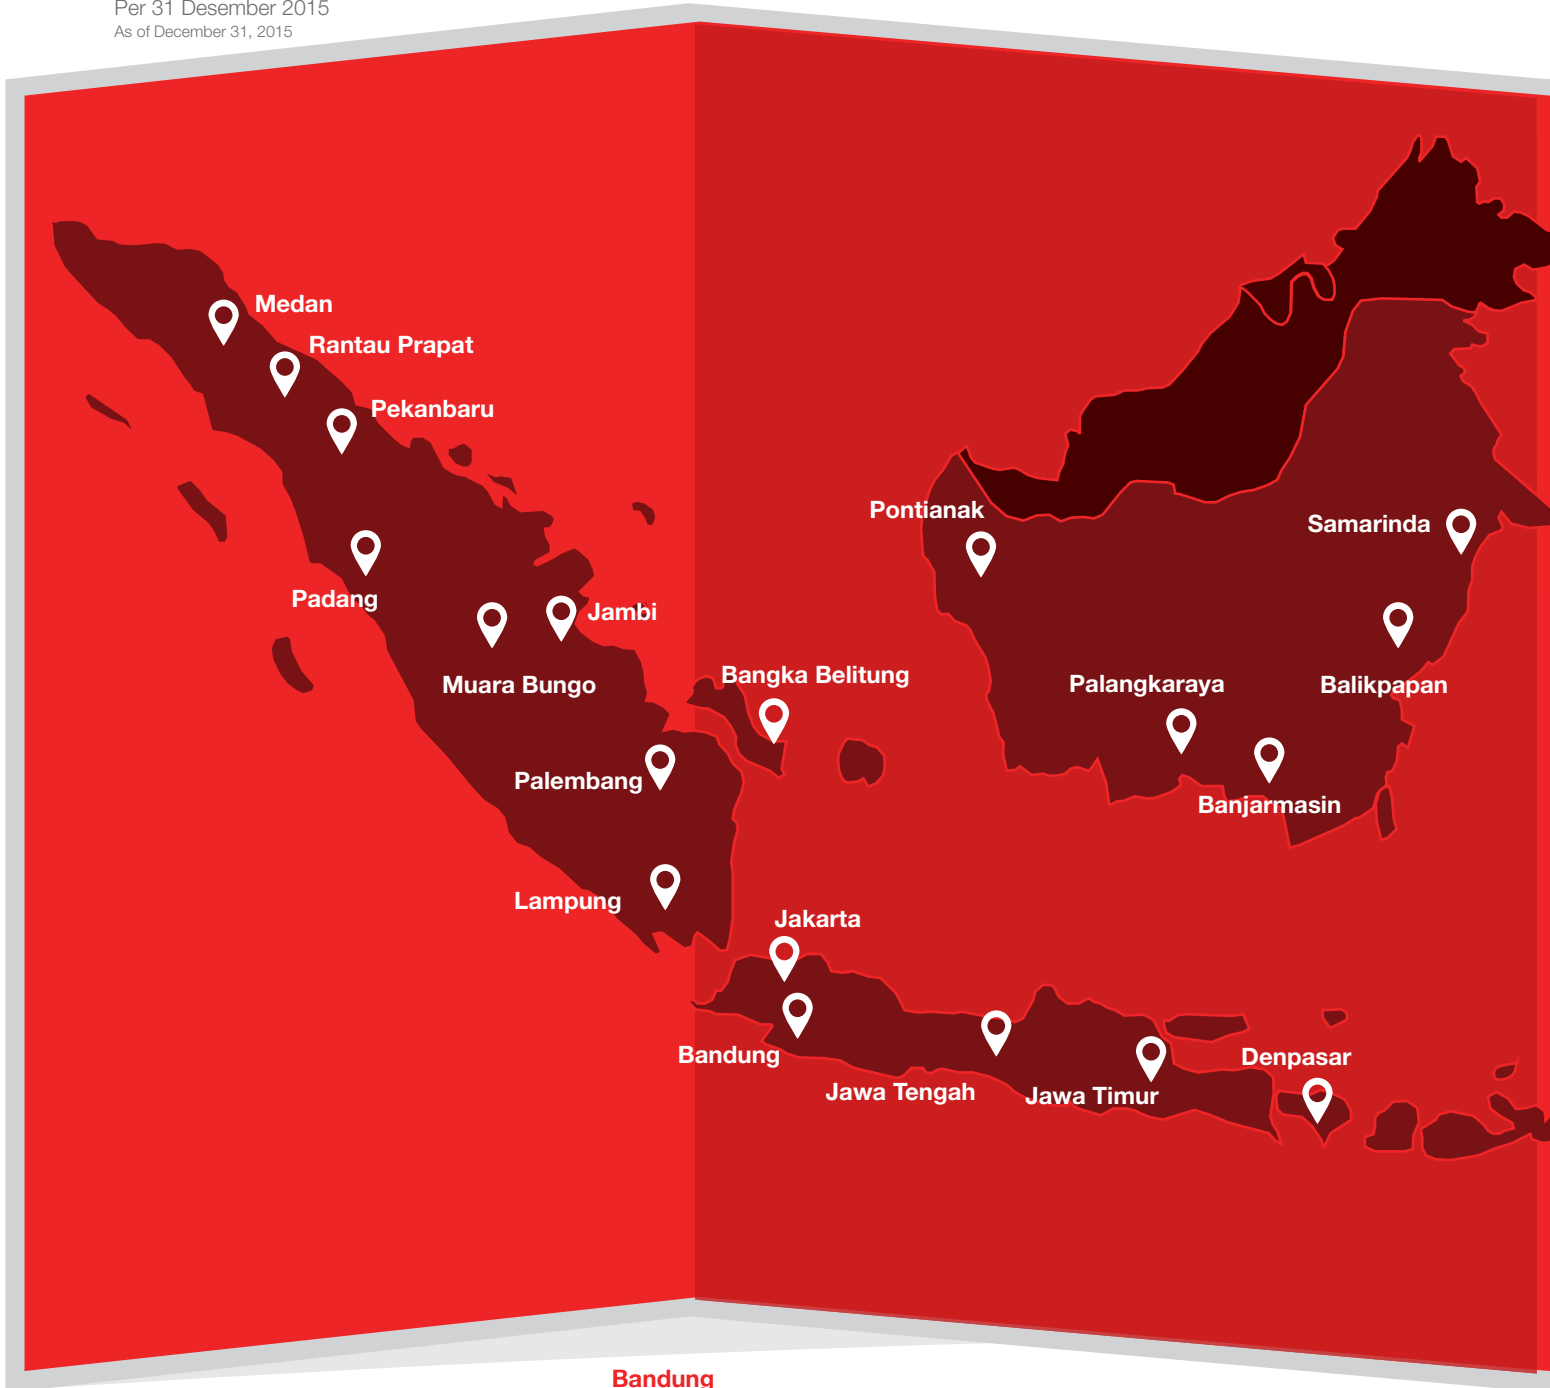 Per 31 Desember 2015
As of December 31, 2015
Medan
Rantau Prapat
Pekanbaru
Pontianak
Samarinda
Padang
Jambi
Muara Bungo
Bangka Belitung
Palangkaraya
Balikpapan
Palembang
Banjarmasin
Lampung
Jakarta
Bandung
Denpasar
Jawa Tengah
Jawa Timur
Bandung